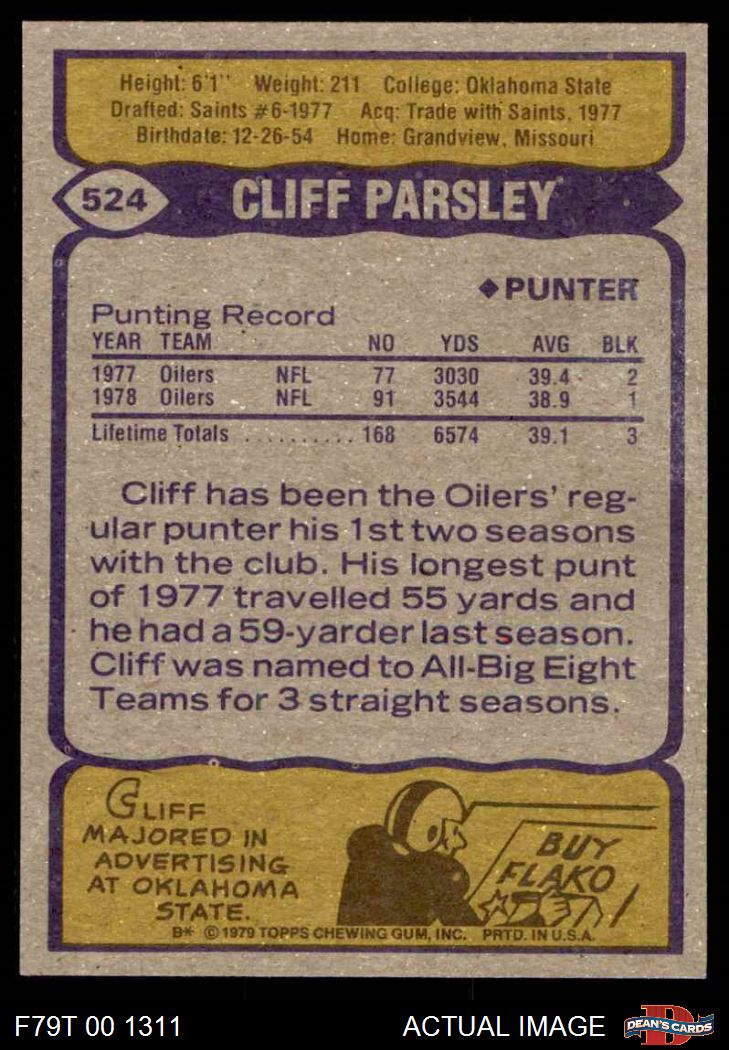 Height: 6'1" Weight: 211 College: Oklahoma State
Drafted: Saints #6-1977 Acq: Trade with Saints, 1977
Birthdate: 12-26-54 Home: Grandview, Missouri
524 CLIFF PARSLEY
◆PUNTER
Punting Record
YEAR TEAM NO YDS AVG BLK
1977 Oilers NFL 77 3030 39.4 2
1978 Oilers NFL 91 3544 38.9 1
Lifetime Totals .......... 168 6574 39.1 3
Cliff has been the Oilers' reg-
ular punter his 1st two seasons
with the club. His longest punt
of 1977 travelled 55 yards and
he had a 59-yarder last season.
Cliff was named to All-Big Eight
Teams for 3 straight seasons.
CLIFF
MAJORED IN
ADVERTISING
AT OKLAHOMA
STATE.
BUY
FLAKO
B* © 1979 TOPPS CHEWING GUM, INC. PRTD. IN U.S.A.
F79T 00 1311 ACTUAL IMAGE D DEAN'S CARDS